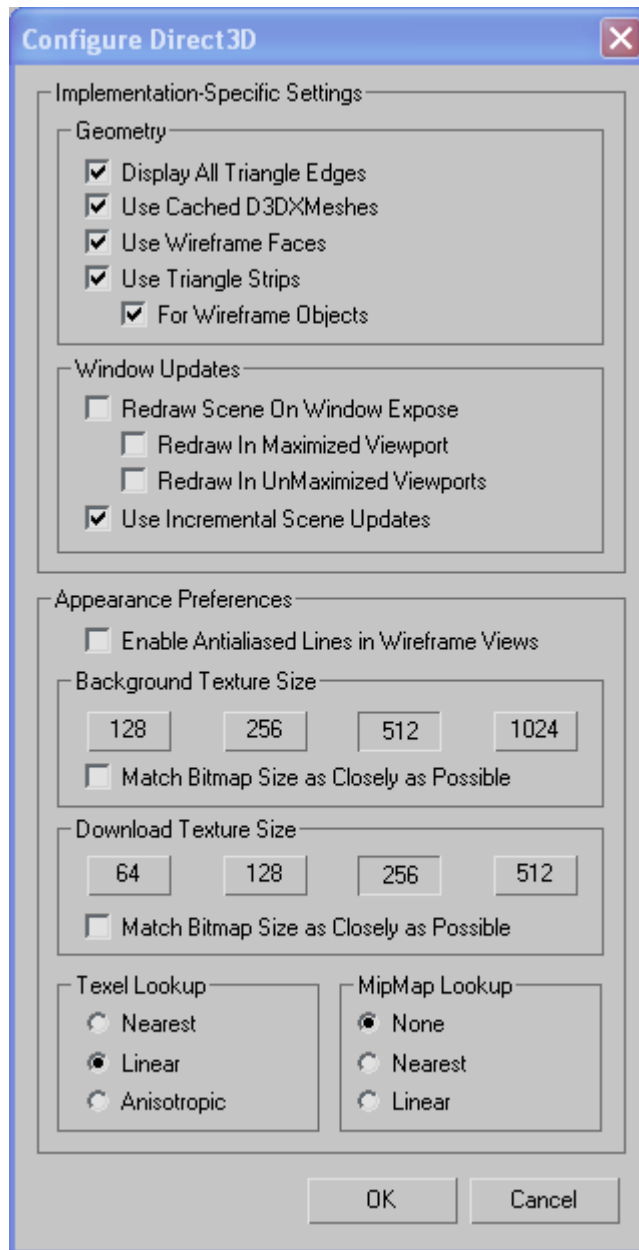 Configure Direct3D
Implementation-Specific Settings
Geometry
Display All Triangle Edges
Use Cached D3DXMeshes
Use Wireframe Faces
Use Triangle Strips
For Wireframe Objects
Window Updates
Redraw Scene On Window Expose
Redraw In Maximized Viewport
Redraw In UnMaximized Viewports
Use Incremental Scene Updates
Appearance Preferences
Enable Antialiased Lines in Wireframe Views
Background Texture Size
128 256 512 1024
Match Bitmap Size as Closely as Possible
Download Texture Size
64 128 256 512
Match Bitmap Size as Closely as Possible
Texel Lookup
Nearest
Linear
Anisotropic
MipMap Lookup
None
Nearest
Linear
OK Cancel